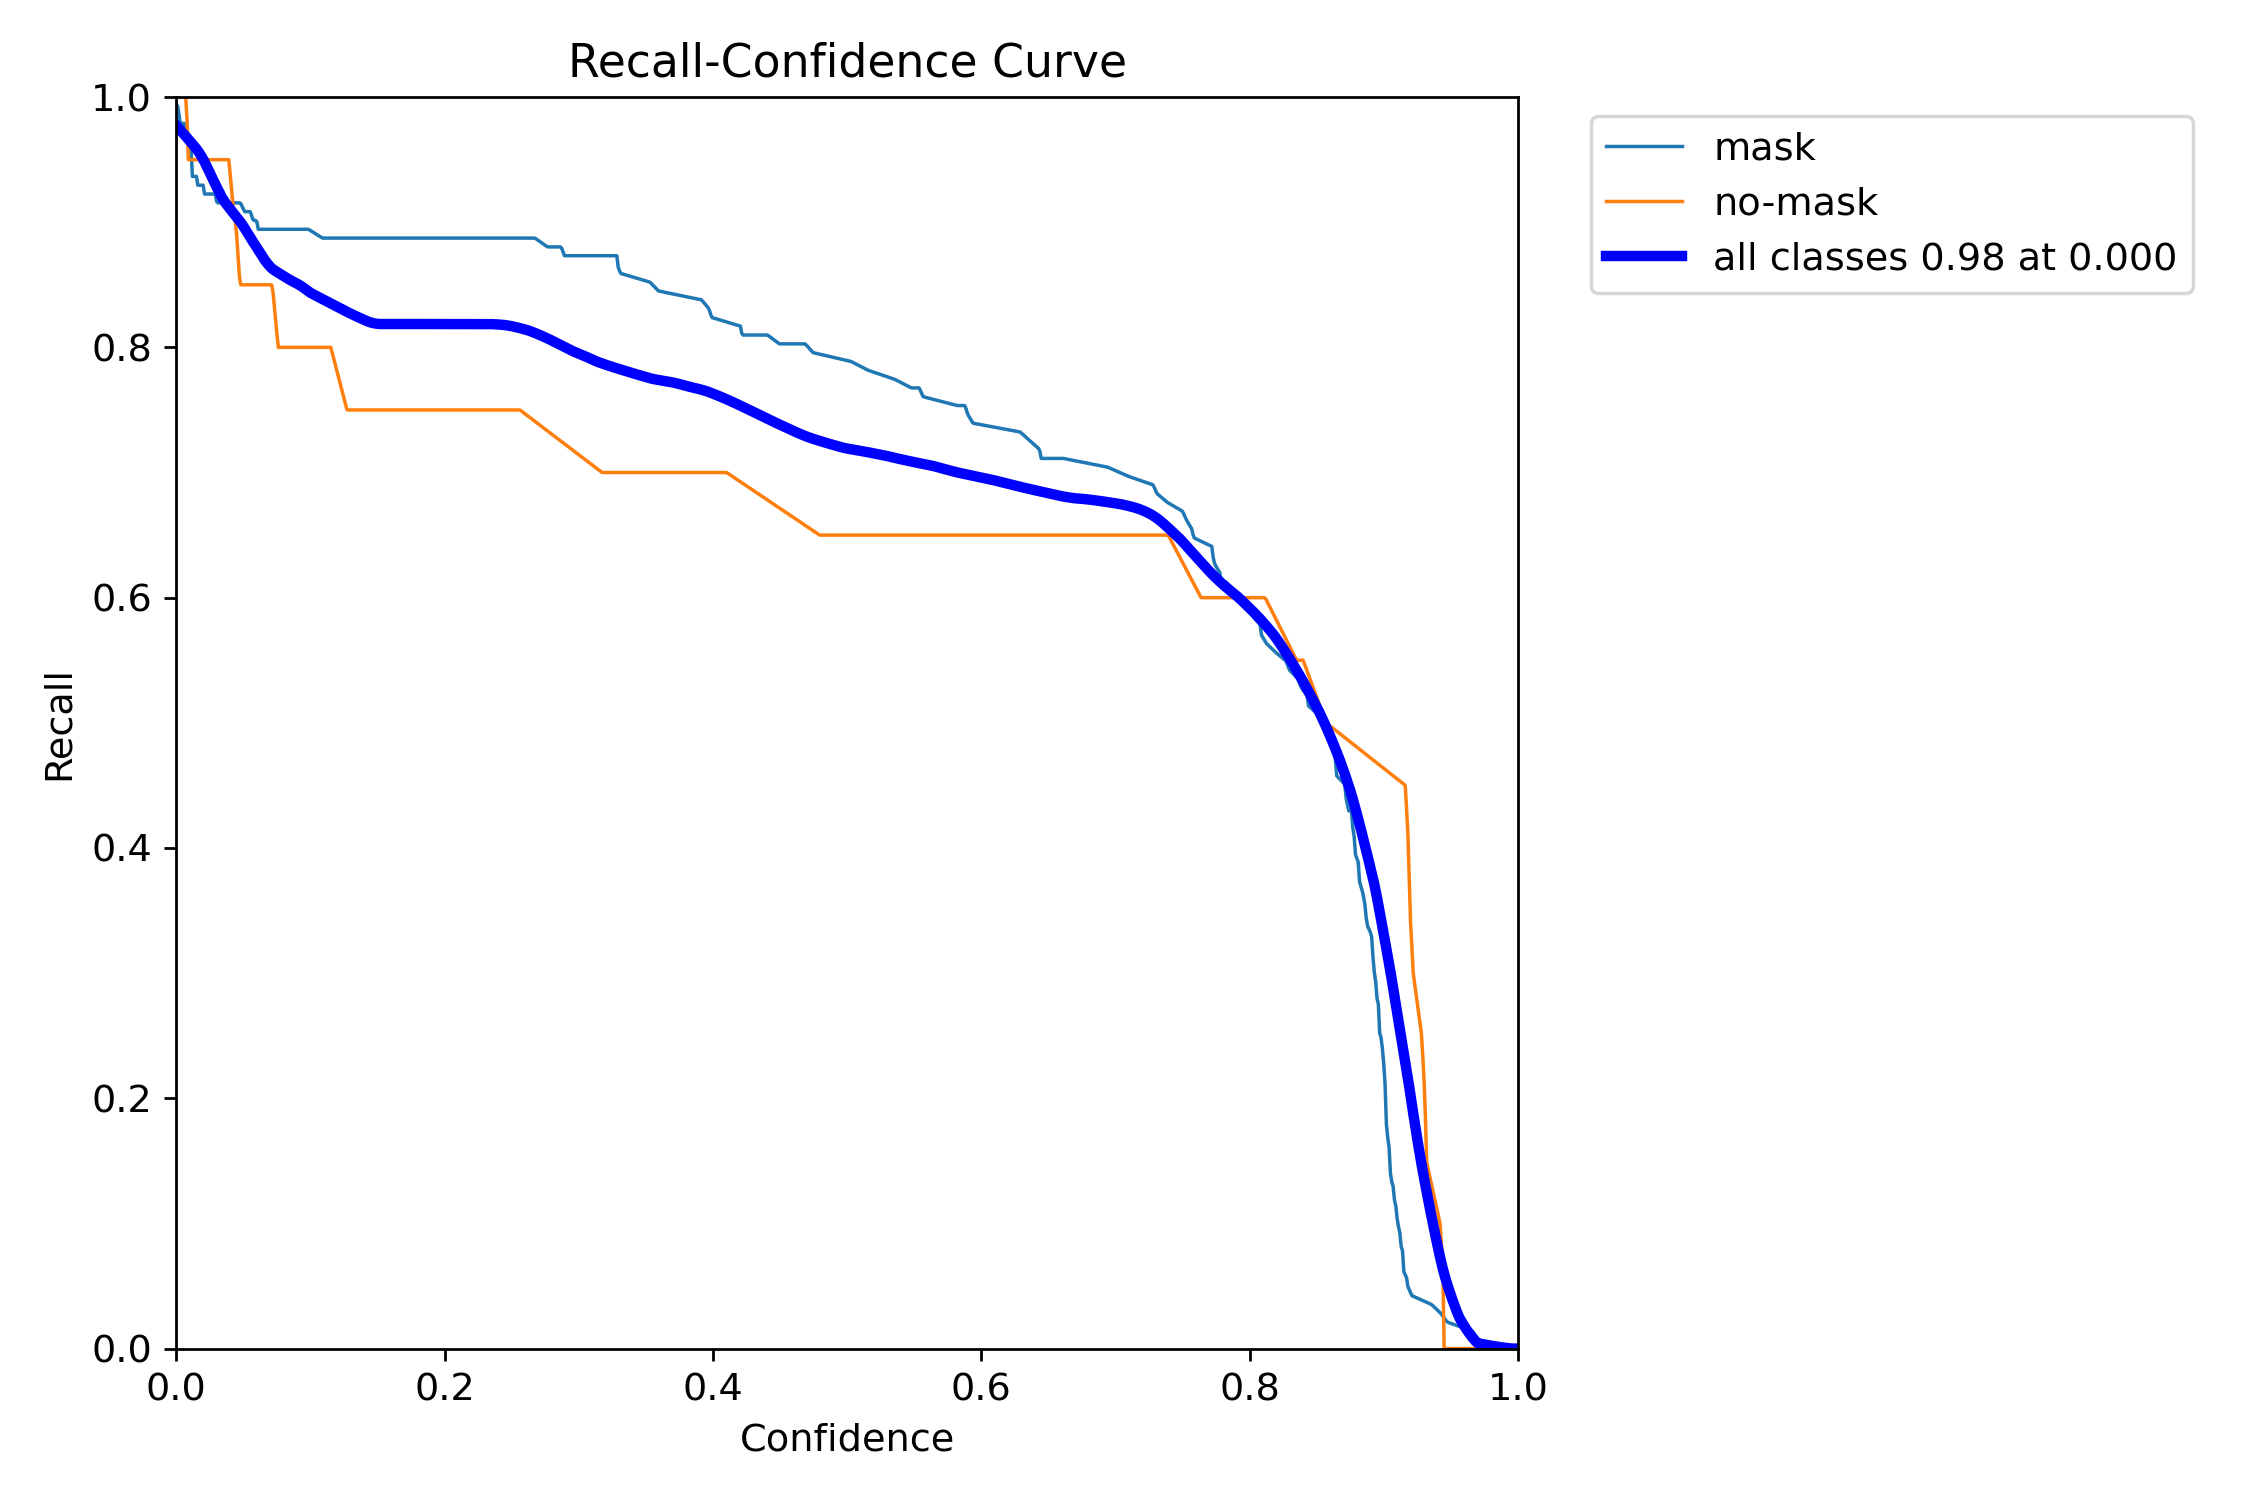 Recall-Confidence Curve
1.0
0.8
0.6
0.4
0.2
0.0
Recall
0.0 0.2 0.4 0.6 0.8 1.0
Confidence
mask
no-mask
all classes 0.98 at 0.000